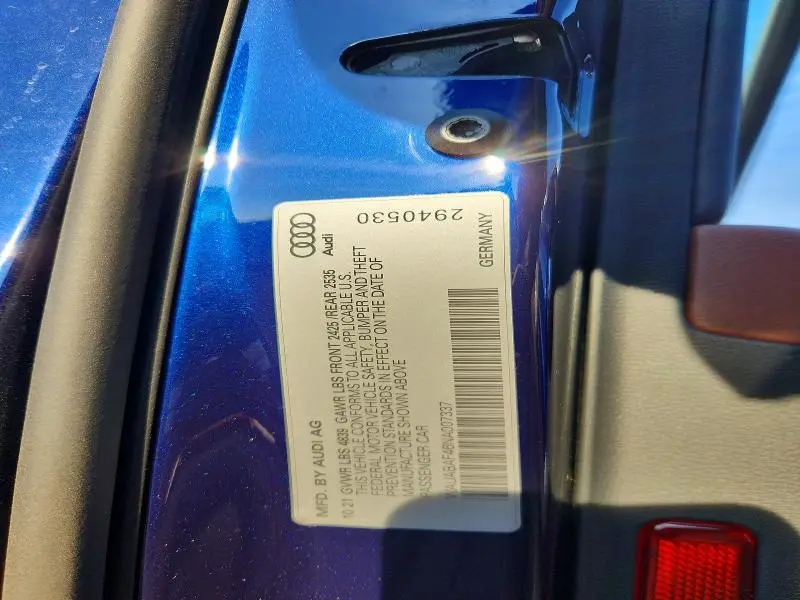 Audi
2940530
MFD. BY AUDI AG
10 21 GVWR LBS 4839 GAWR LBS FRONT 2425 /REAR 2535
THIS VEHICLE CONFORMS TO ALL APPLICABLE U.S.
FEDERAL MOTOR VEHICLE SAFETY, BUMPER AND THEFT
PREVENTION STANDARDS IN EFFECT ON THE DATE OF
MANUFACTURE SHOWN ABOVE
PASSENGER CAR
WAUABAF4BNA007337
GERMANY